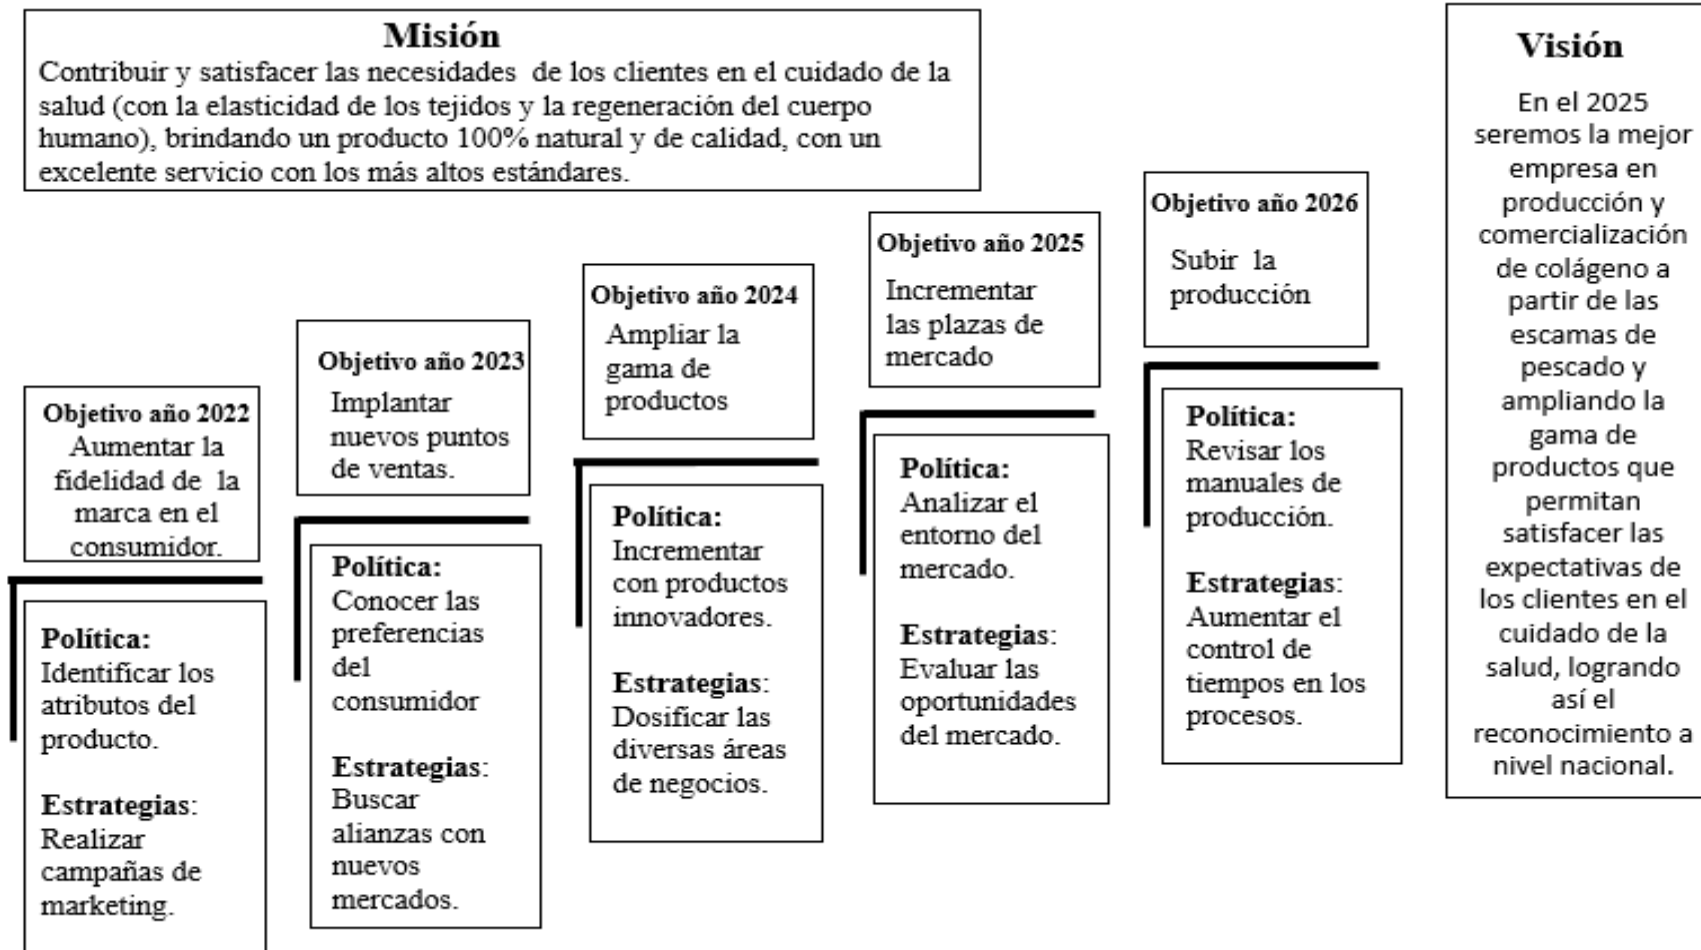 Misión
Contribuir y satisfacer las necesidades de los clientes en el cuidado de la
salud (con la elasticidad de los tejidos y la regeneración del cuerpo
humano), brindando un producto 100% natural y de calidad, con un
excelente servicio con los más altos estándares.
Objetivo año 2022
Aumentar la
fidelidad de la
marca en el
consumidor.
Política:
Identificar los
atributos del
producto.
Estrategias:
Realizar
campañas de
marketing.
Objetivo año 2023
Implantar
nuevos puntos
de ventas.
Política:
Conocer las
preferencias
del
consumidor
Estrategias:
Buscar
alianzas con
nuevos
mercados.
Objetivo año 2024
Ampliar la
gama de
productos
Política:
Incrementar
con productos
innovadores.
Estrategias:
Dosificar las
diversas áreas
de negocios.
Objetivo año 2025
Incrementar
las plazas de
mercado
Política:
Analizar el
entorno del
mercado.
Estrategias:
Evaluar las
oportunidades
del mercado.
Objetivo año 2026
Subir la
producción
Política:
Revisar los
manuales de
producción.
Estrategias:
Aumentar el
control de
tiempos en los
procesos.
Visión
En el 2025
seremos la mejor
empresa en
producción y
comercialización
de colágeno a
partir de las
escamas de
pescado y
ampliando la
gama de
productos que
permitan
satisfacer las
expectativas de
los clientes en el
cuidado de la
salud, logrando
así el
reconocimiento a
nivel nacional.